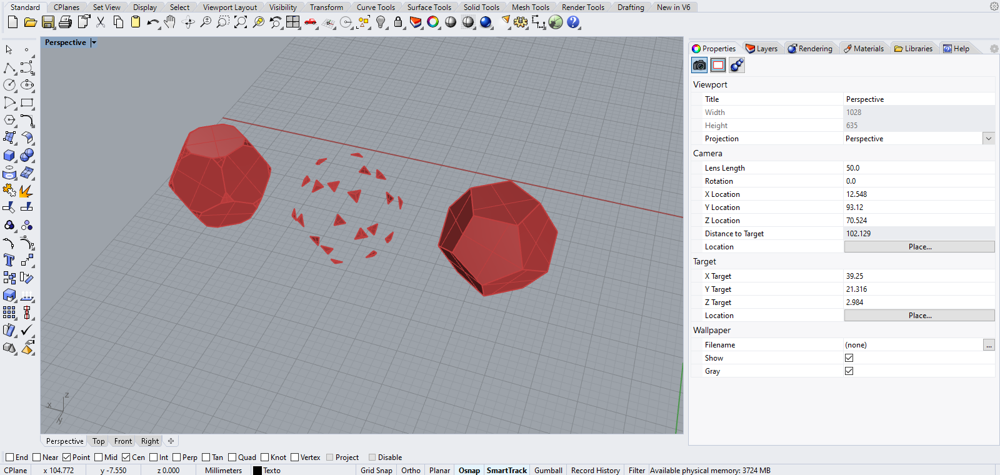 Standard CPlanes Set View Display Select Viewport Layout Visibility Transform Curve Tools Surface Tools Solid Tools Mesh Tools Render Tools Drafting New in V6
Perspective
Properties Layers Rendering Materials Libraries Help
Viewport
Title Perspective
Width 1028
Height 635
Projection Perspective
Camera
Lens Length 50.0
Rotation 0.0
X Location 12.548
Y Location 93.12
Z Location 70.524
Distance to Target 102.129
Location Place...
Target
X Target 39.25
Y Target 21.316
Z Target 2.984
Location Place...
Wallpaper
Filename (none) ...
Show
Gray
z
x
y
Perspective Top Front Right
End Near Point Mid Cen Int Perp Tan Quad Knot Vertex Project Disable
CPlane x 104.772 y -7.550 z 0.000 Millimeters Texto Grid Snap Ortho Planar Osnap SmartTrack Gumball Record History Filter Available physical memory: 3724 MB